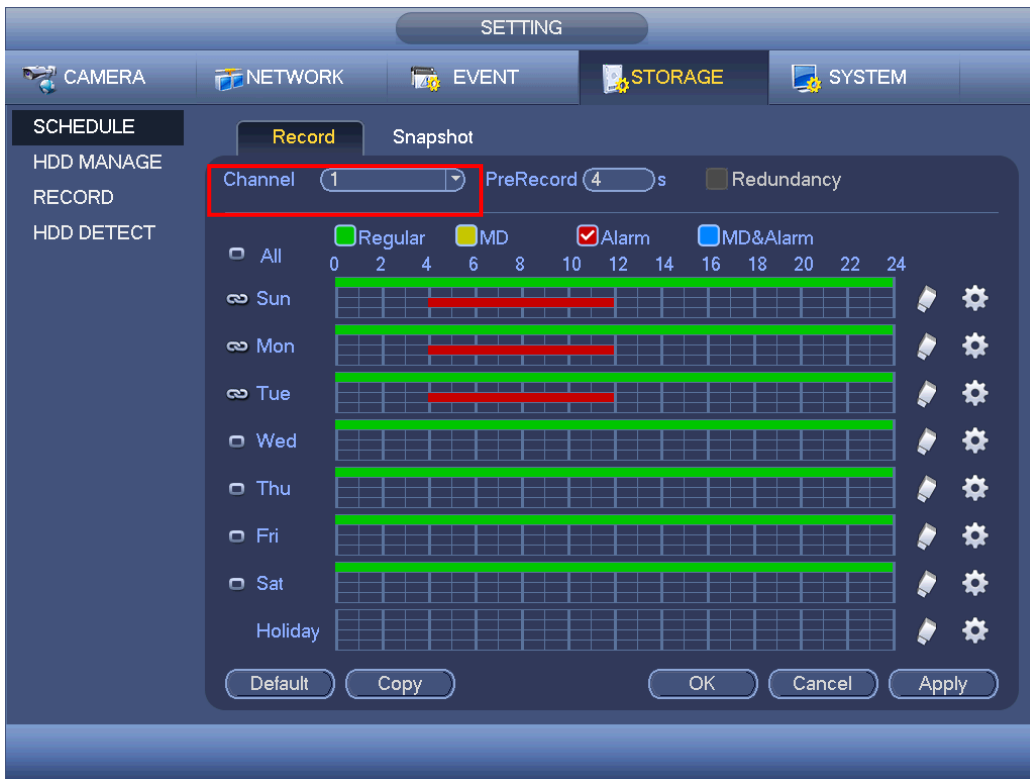 SETTING
CAMERA NETWORK EVENT STORAGE SYSTEM
SCHEDULE
HDD MANAGE
RECORD
HDD DETECT
Record Snapshot
Channel 1 PreRecord 4 s Redundancy
Regular MD Alarm MD&Alarm
All 0 2 4 6 8 10 12 14 16 18 20 22 24
Sun
Mon
Tue
Wed
Thu
Fri
Sat
Holiday
Default Copy OK Cancel Apply